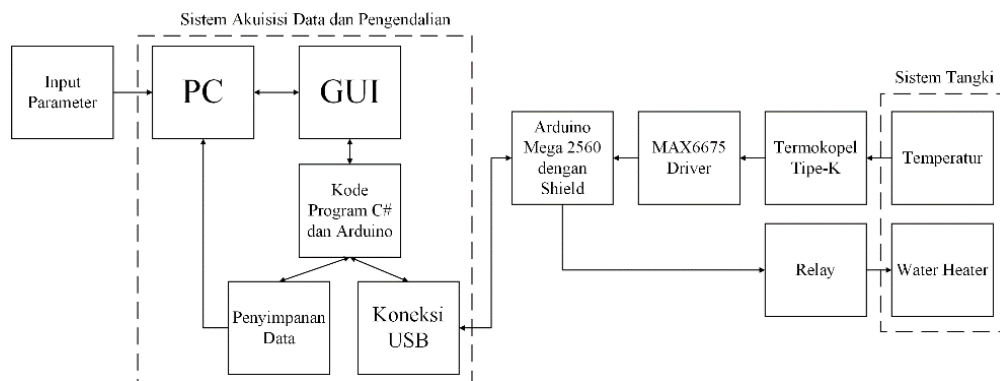 Sistem Akuisisi Data dan Pengendalian
Input
Parameter
PC
GUI
Kode
Program C#
dan Arduino
Penyimpanan
Data
Koneksi
USB
Arduino
Mega 2560
dengan
Shield
MAX6675
Driver
Termokopel
Tipe-K
Sistem Tangki
Temperatur
Relay
Water Heater